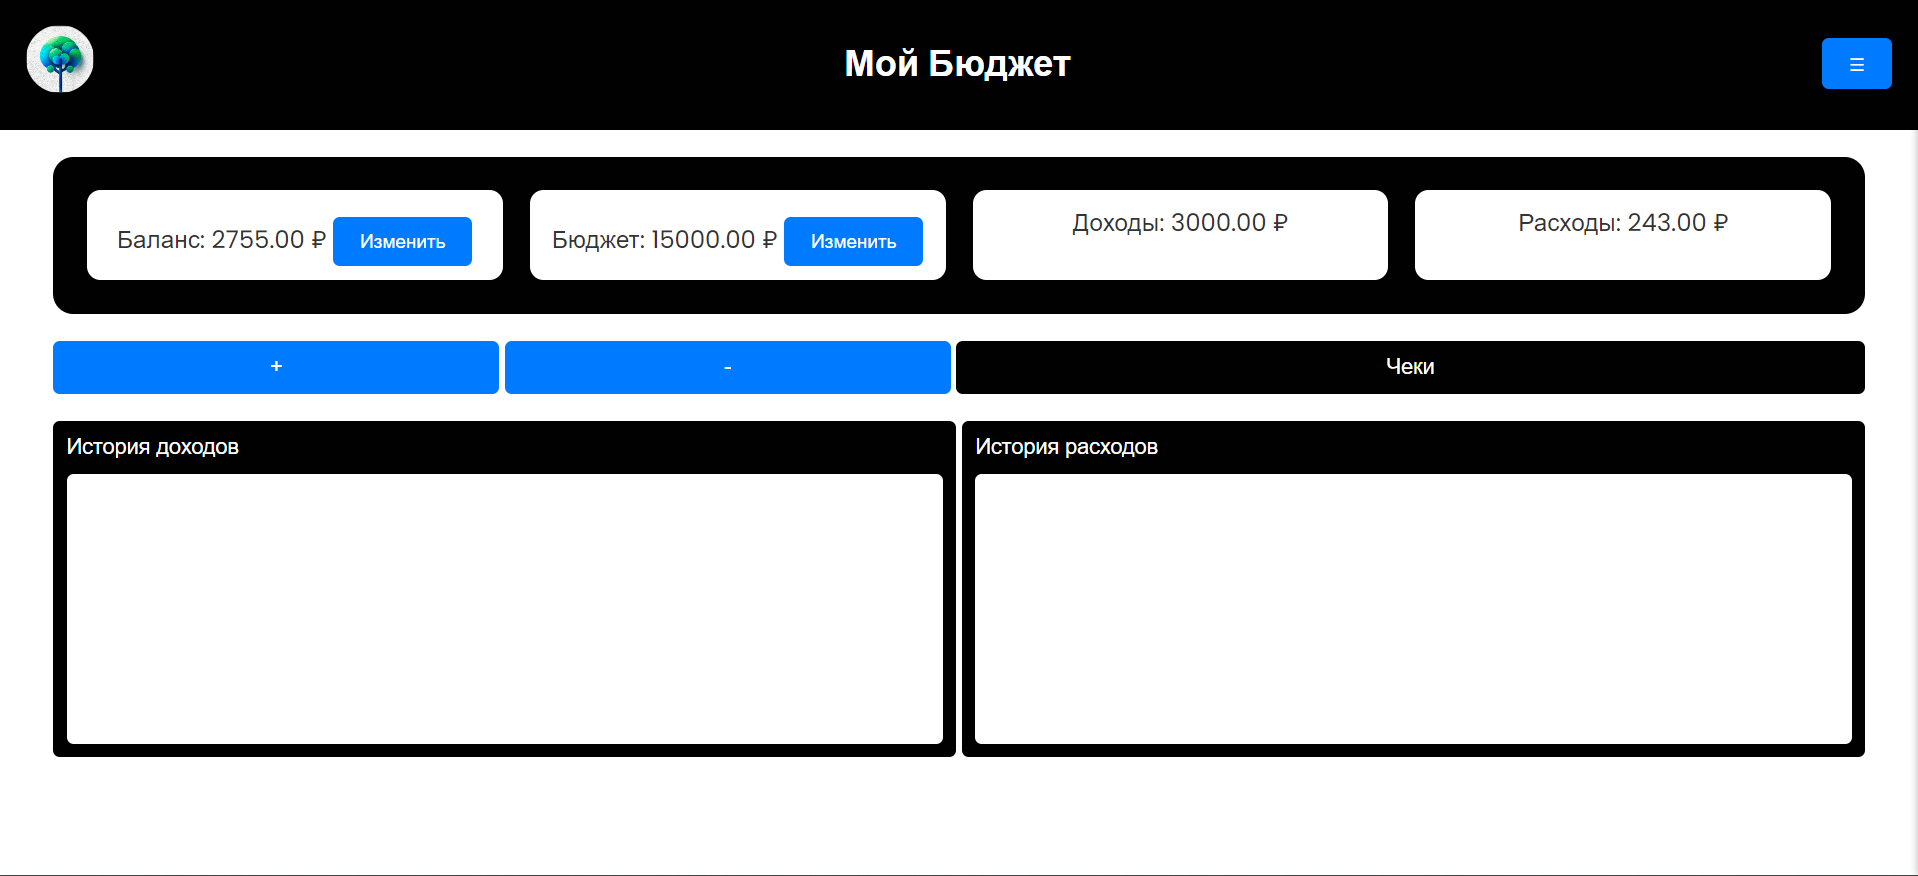 Мой Бюджет
☰
Баланс: 2755.00 ₽ Изменить
Бюджет: 15000.00 ₽ Изменить
Доходы: 3000.00 ₽
Расходы: 243.00 ₽
+
-
Чеки
История доходов
История расходов